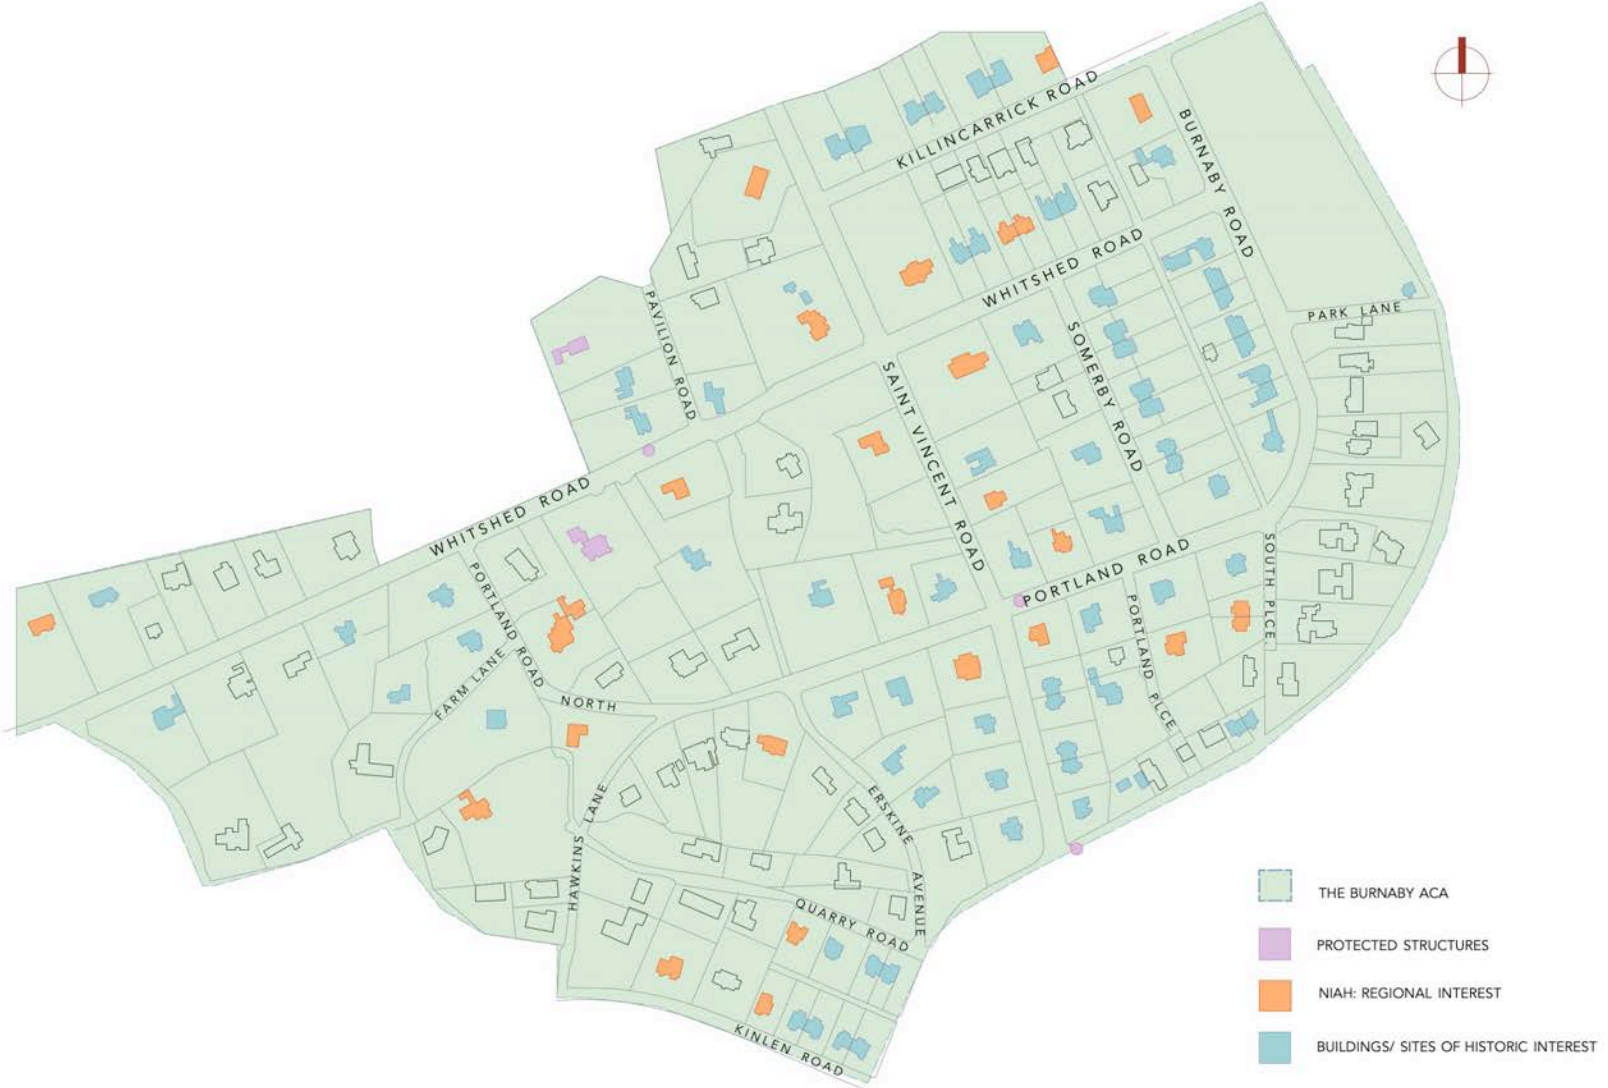 KILLINCARRICK ROAD
BURNABY ROAD
WHITSHED ROAD
PAVILION ROAD
PARK LANE
SOMERBY ROAD
SAINT VINCENT ROAD
WHITSHED ROAD
PORTLAND ROAD
SOUTH PLCE
PORTLAND ROAD
NORTH
FARM LANE
PORTLAND PLCE
HAWKINS LANE
ERSKINE
AVENUE
QUARRY ROAD
KINLEN ROAD
THE BURNABY ACA
PROTECTED STRUCTURES
NIAH: REGIONAL INTEREST
BUILDINGS/ SITES OF HISTORIC INTEREST